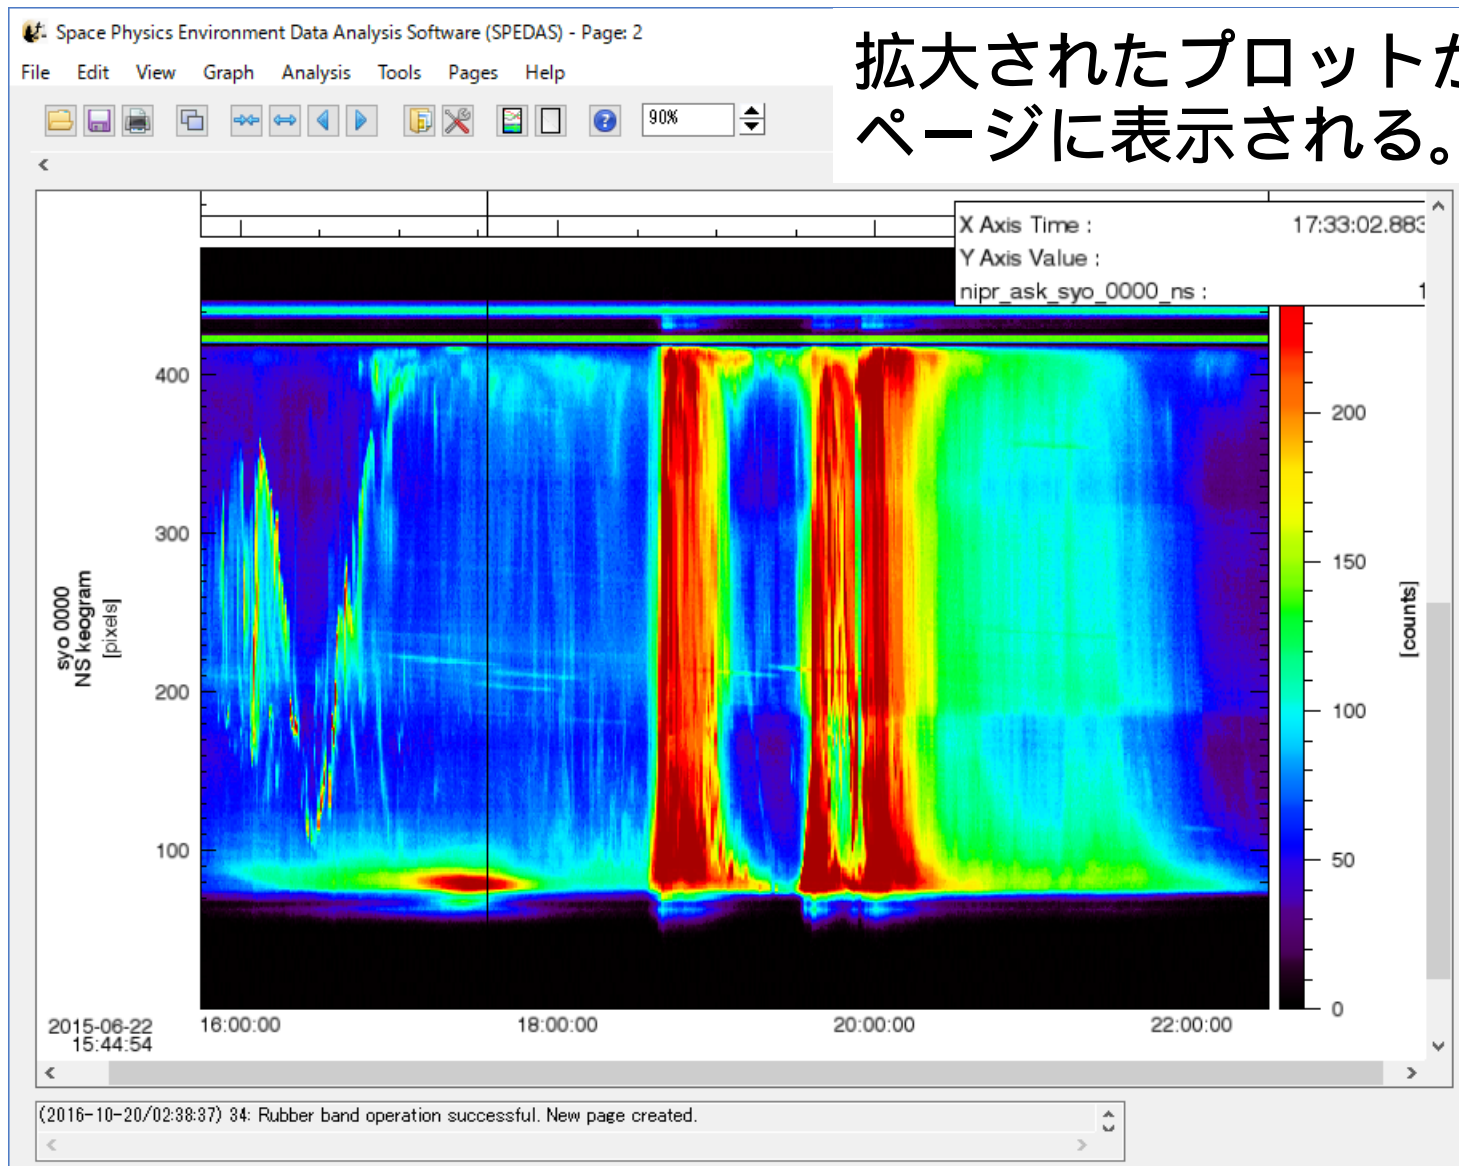 Space Physics Environment Data Analysis Software (SPEDAS) - Page: 2
File Edit View Graph Analysis Tools Pages Help
拡大されたプロットが
ページに表示される。
90%
X Axis Time : 17:33:02.883
Y Axis Value :
nipr_ask_syo_0000_ns : 1
400
300
200
100
syo 0000
NS keogram
[pixels]
200
150
100
50
0
[counts]
2015-06-22
15:44:54
16:00:00 18:00:00 20:00:00 22:00:00
(2016-10-20/02:38:37) 34: Rubber band operation successful. New page created.